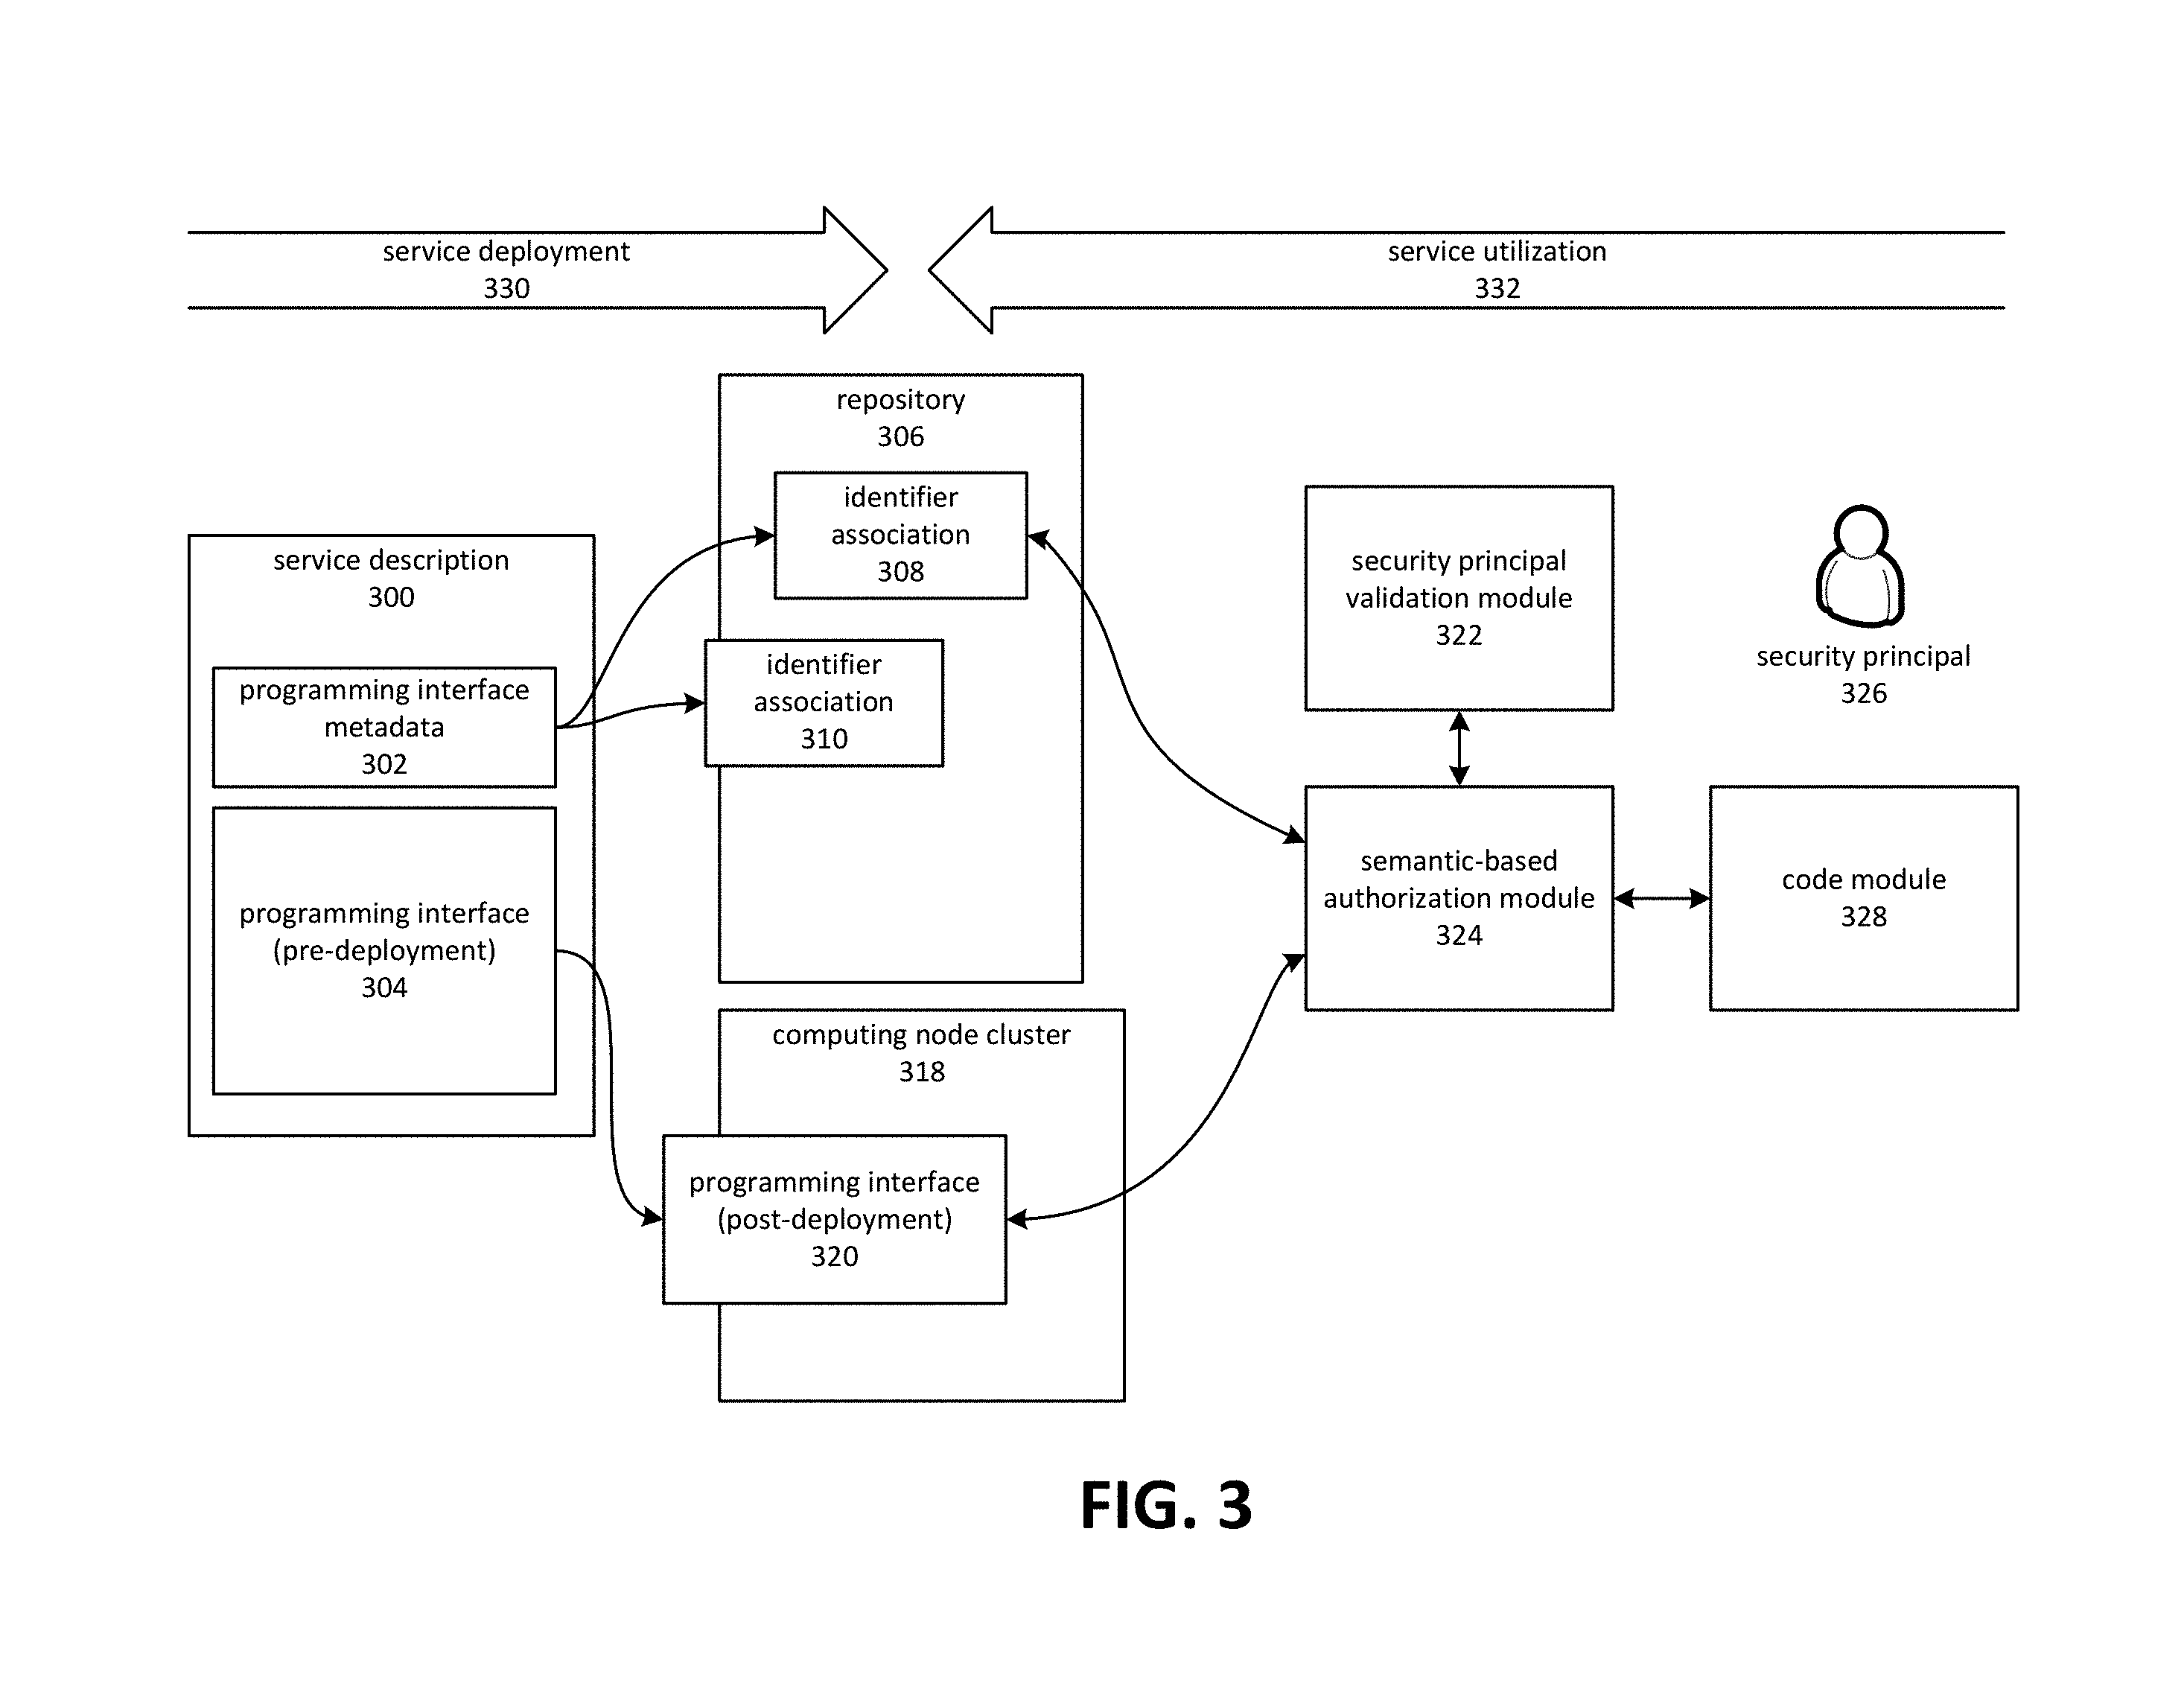 service deployment
330
service utilization
332
repository
306
identifier
association
308
service description
300
identifier
association
310
programming interface
metadata
302
programming interface
(pre-deployment)
304
computing node cluster
318
programming interface
(post-deployment)
320
security principal
validation module
322
security principal
326
semantic-based
authorization module
324
code module
328
FIG. 3